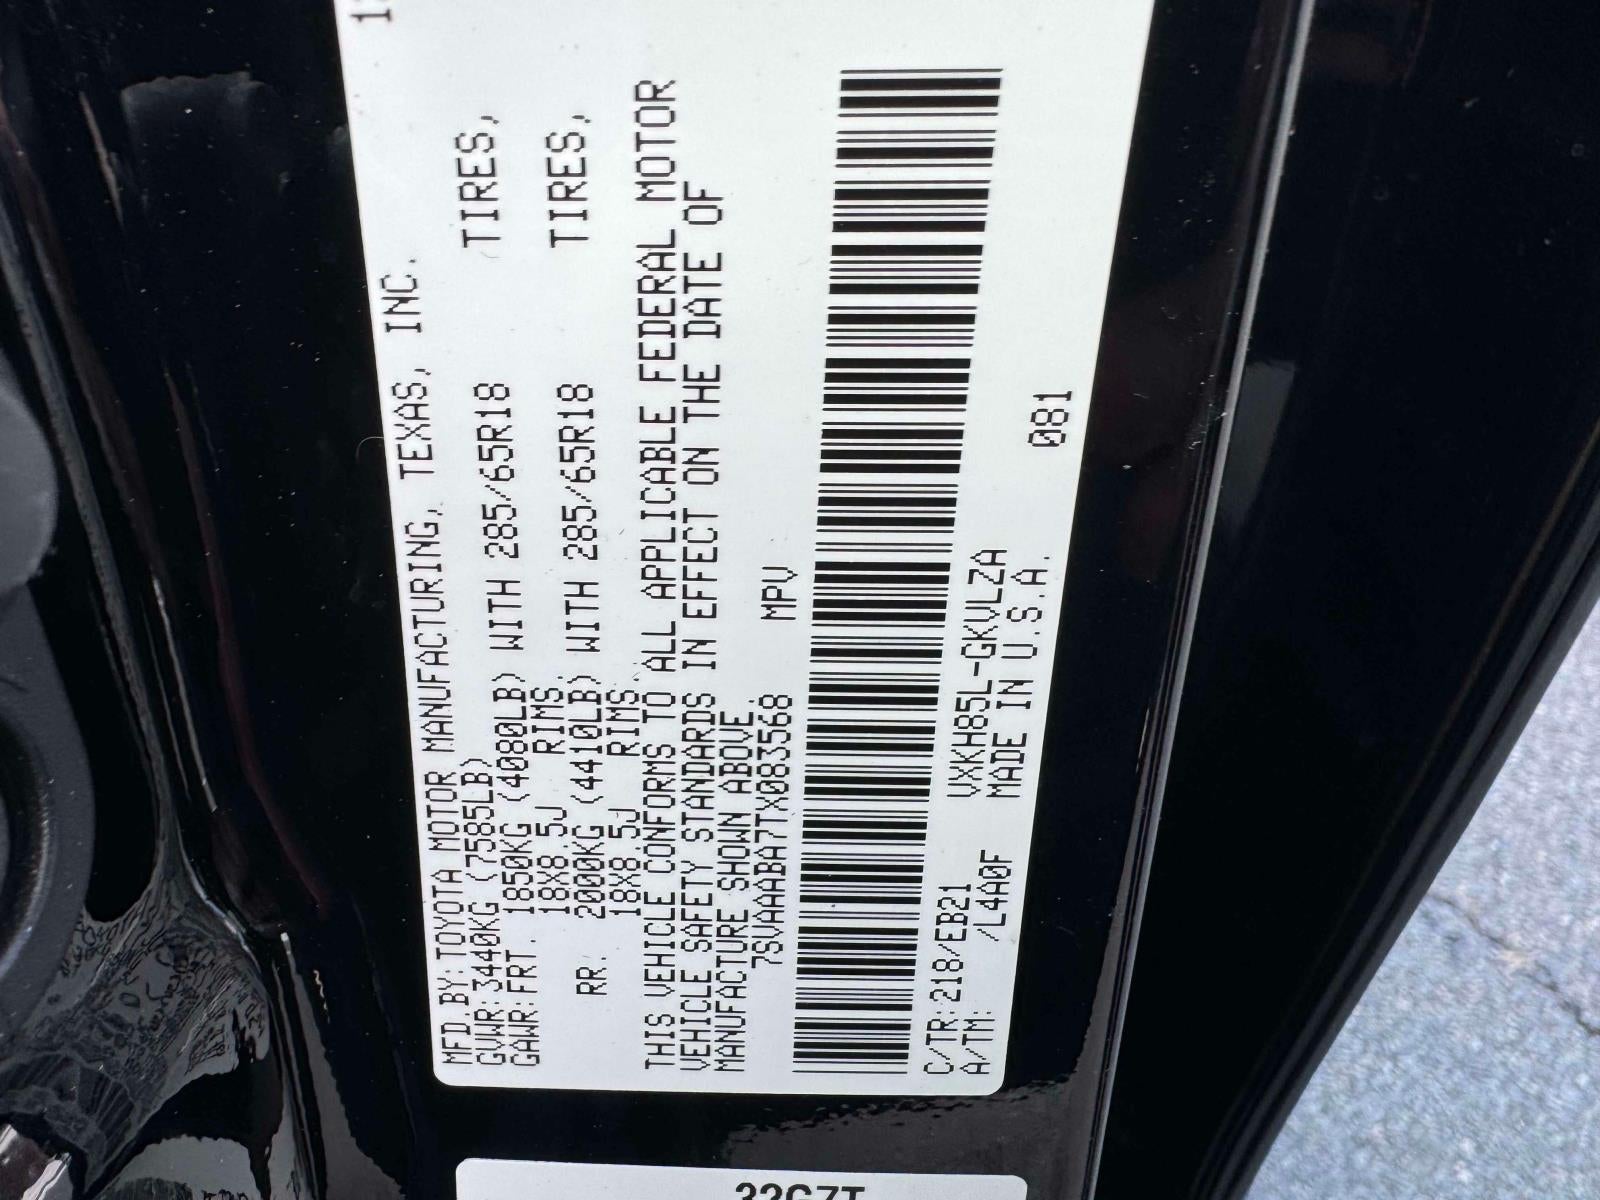 MFD.BY: TOYOTA MOTOR MANUFACTURING, TEXAS, INC.
GVWR: 3440KG (7585LB)
GAWR: FRT. 1850KG (4080LB) WITH 285/65R18 TIRES,
18X8.5J RIMS.
RR. 2000KG (4410LB) WITH 285/65R18 TIRES,
18X8.5J RIMS.
THIS VEHICLE CONFORMS TO ALL APPLICABLE FEDERAL MOTOR
VEHICLE SAFETY STANDARDS IN EFFECT ON THE DATE OF
MANUFACTURE SHOWN ABOVE.
7SVAAABA7TX083568 MPV
C/TR: 218/EB21 VXKH85L-GKVLZA 081
A/TM: /L4A0F MADE IN U.S.A.